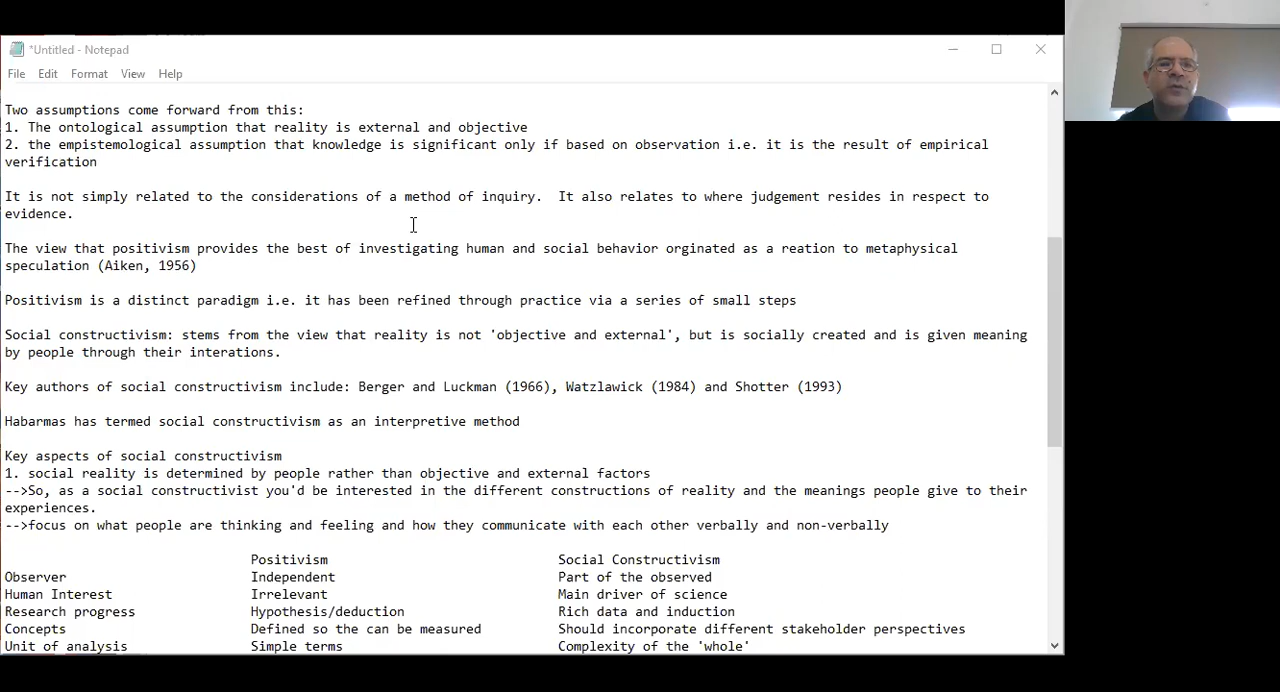 *Untitled - Notepad
File Edit Format View Help
Two assumptions come forward from this:
1. The ontological assumption that reality is external and objective
2. the empistemological assumption that knowledge is significant only if based on observation i.e. it is the result of empirical
verification
It is not simply related to the considerations of a method of inquiry.  It also relates to where judgement resides in respect to
evidence.
The view that positivism provides the best of investigating human and social behavior orginated as a reation to metaphysical
speculation (Aiken, 1956)
Positivism is a distinct paradigm i.e. it has been refined through practice via a series of small steps
Social constructivism: stems from the view that reality is not 'objective and external', but is socially created and is given meaning
by people through their interations.
Key authors of social constructivism include: Berger and Luckman (1966), Watzlawick (1984) and Shotter (1993)
Habarmas has termed social constructivism as an interpretive method
Key aspects of social constructivism
1. social reality is determined by people rather than objective and external factors
-->So, as a social constructivist you'd be interested in the different constructions of reality and the meanings people give to their
experiences.
-->focus on what people are thinking and feeling and how they communicate with each other verbally and non-verbally
Positivism Social Constructivism
Observer Independent Part of the observed
Human Interest Irrelevant Main driver of science
Research progress Hypothesis/deduction Rich data and induction
Concepts Defined so the can be measured Should incorporate different stakeholder perspectives
Unit of analysis Simple terms Complexity of the 'whole'